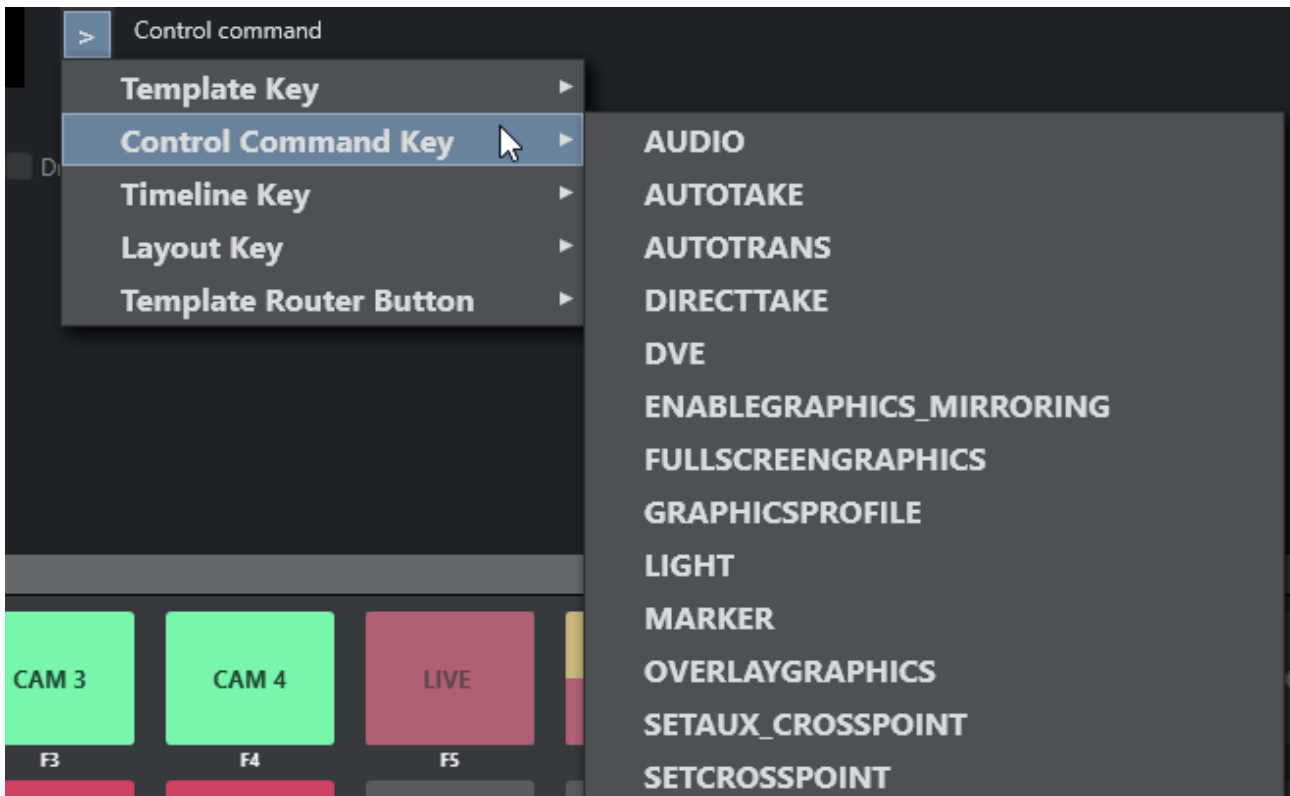 > Control command
Template Key
Control Command Key
Timeline Key
Layout Key
Template Router Button
AUDIO
AUTOTAKE
AUTOTRANS
DIRECTTAKE
DVE
ENABLEGRAPHICS_MIRRORING
FULLSCREENGRAPHICS
GRAPHICSPROFILE
LIGHT
MARKER
OVERLAYGRAPHICS
SETAUX_CROSSPOINT
SETCROSSPOINT
CAM 3
CAM 4
LIVE
F3
F4
F5